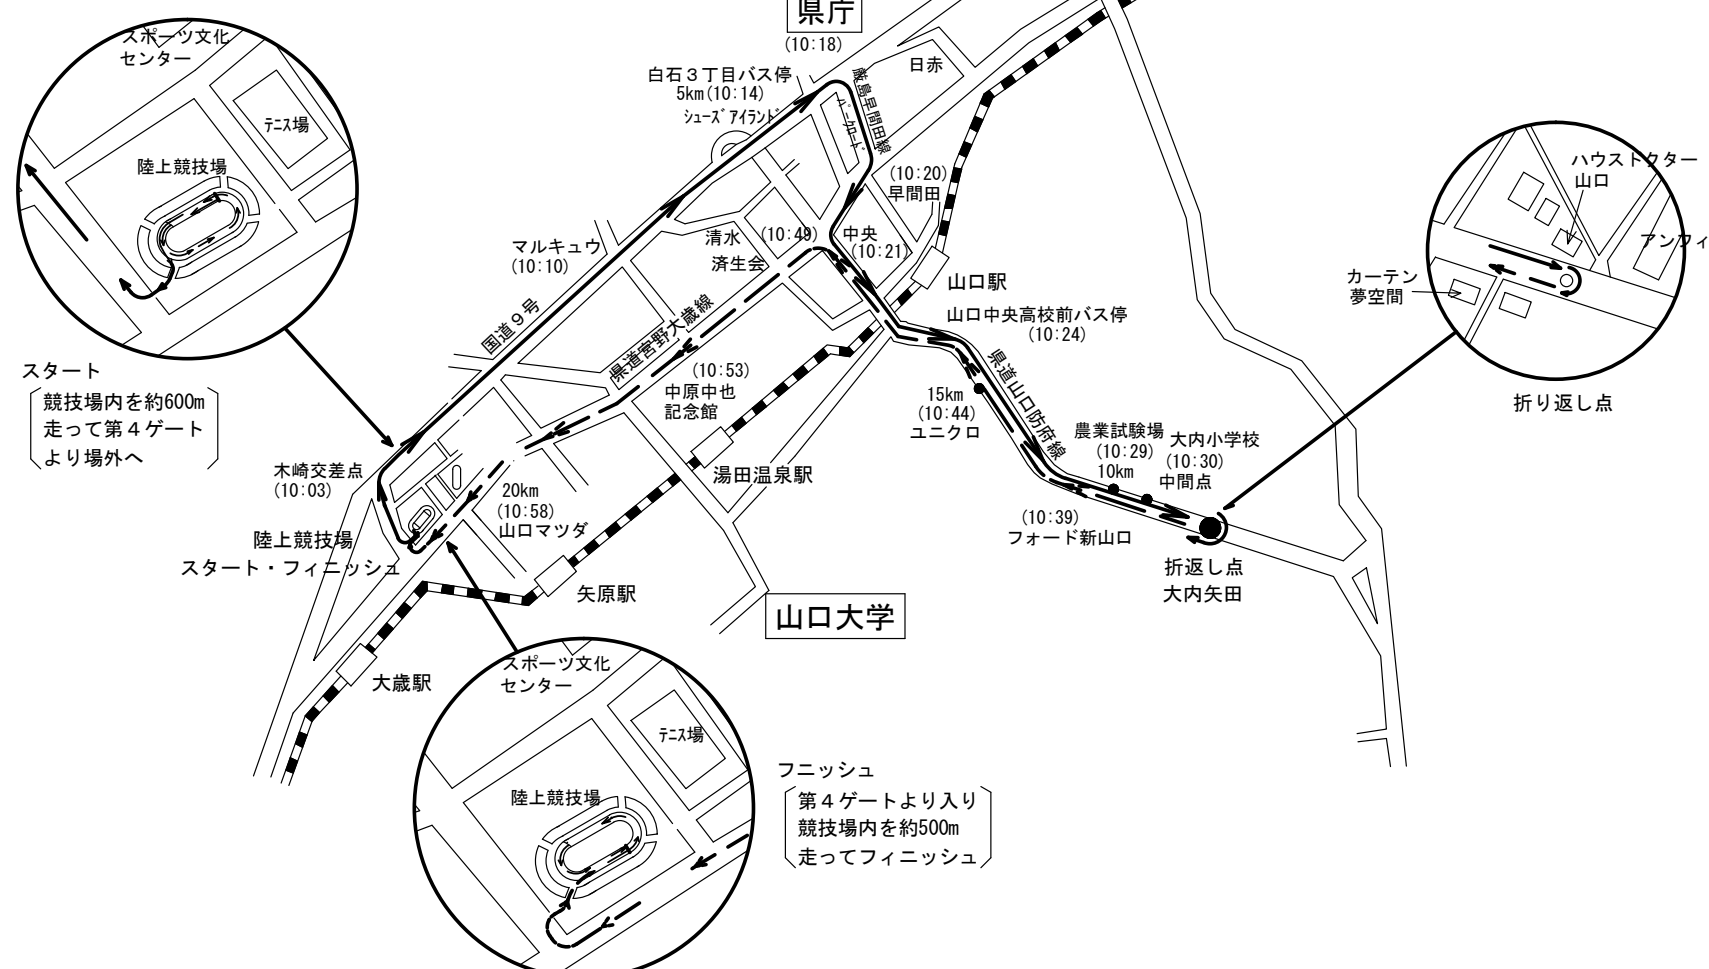 県庁
(10:18)
スポーツ文化
センター
テニス場
陸上競技場
白石３丁目バス停
5km(10:14)
シューズアイランド
厳島早間田線
パークロード
日赤
(10:20)
早間田
マルキュウ
(10:10)
清水
済生会
(10:49)
中央
(10:21)
山口駅
国道９号
県道宮野大歳線
山口中央高校前バス停
(10:24)
県道山口防府線
(10:53)
中原中也
記念館
15km
(10:44)
ユニクロ
農業試験場
(10:29)
10km
大内小学校
(10:30)
中間点
ハウスドクター
山口
アンフィ
カーテン
夢空間
折り返し点
スタート
競技場内を約600m
走って第４ゲート
より場外へ
木崎交差点
(10:03)
湯田温泉駅
20km
(10:58)
山口マツダ
陸上競技場
スタート・フィニッシュ
(10:39)
フォード新山口
折返し点
大内矢田
矢原駅
山口大学
大歳駅
スポーツ文化
センター
テニス場
陸上競技場
フニッシュ
第４ゲートより入り
競技場内を約500m
走ってフィニッシュ